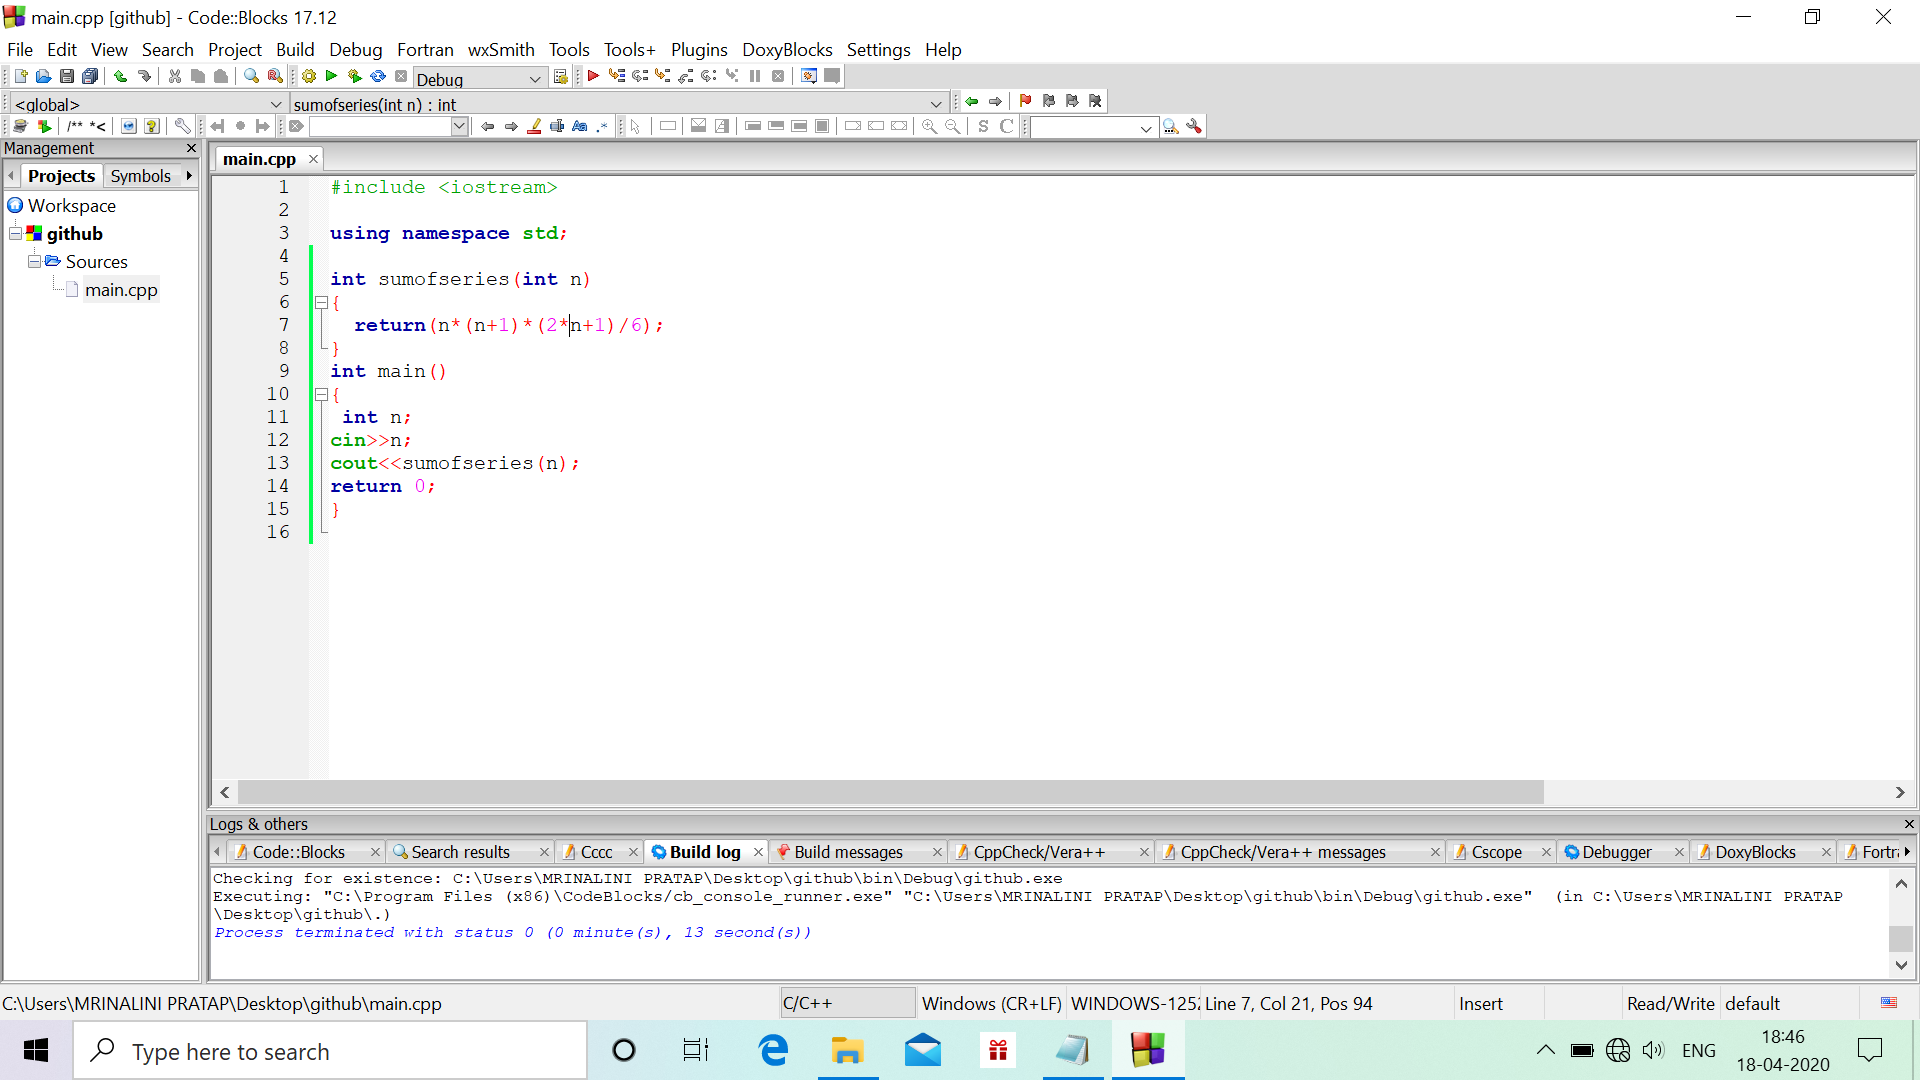 main.cpp [github] - Code::Blocks 17.12
File Edit View Search Project Build Debug Fortran wxSmith Tools Tools+ Plugins DoxyBlocks Settings Help
Debug
<global> sumofseries(int n) : int
/** *< Aa .* S C
Management
Projects Symbols
Workspace
github
Sources
main.cpp
main.cpp
1 #include <iostream>
2
3 using namespace std;
4
5 int sumofseries(int n)
6 {
7 return(n*(n+1)*(2*n+1)/6);
8 }
9 int main()
10 {
11 int n;
12 cin>>n;
13 cout<<sumofseries(n);
14 return 0;
15 }
16
Logs & others
Code::Blocks Search results Cccc Build log Build messages CppCheck/Vera++ CppCheck/Vera++ messages Cscope Debugger DoxyBlocks Fortra
Checking for existence: C:\Users\MRINALINI PRATAP\Desktop\github\bin\Debug\github.exe
Executing: "C:\Program Files (x86)\CodeBlocks/cb_console_runner.exe" "C:\Users\MRINALINI PRATAP\Desktop\github\bin\Debug\github.exe" (in C:\Users\MRINALINI PRATAP
\Desktop\github\.)
Process terminated with status 0 (0 minute(s), 13 second(s))
C:\Users\MRINALINI PRATAP\Desktop\github\main.cpp C/C++ Windows (CR+LF) WINDOWS-1252 Line 7, Col 21, Pos 94 Insert Read/Write default
Type here to search
ENG
18:46
18-04-2020